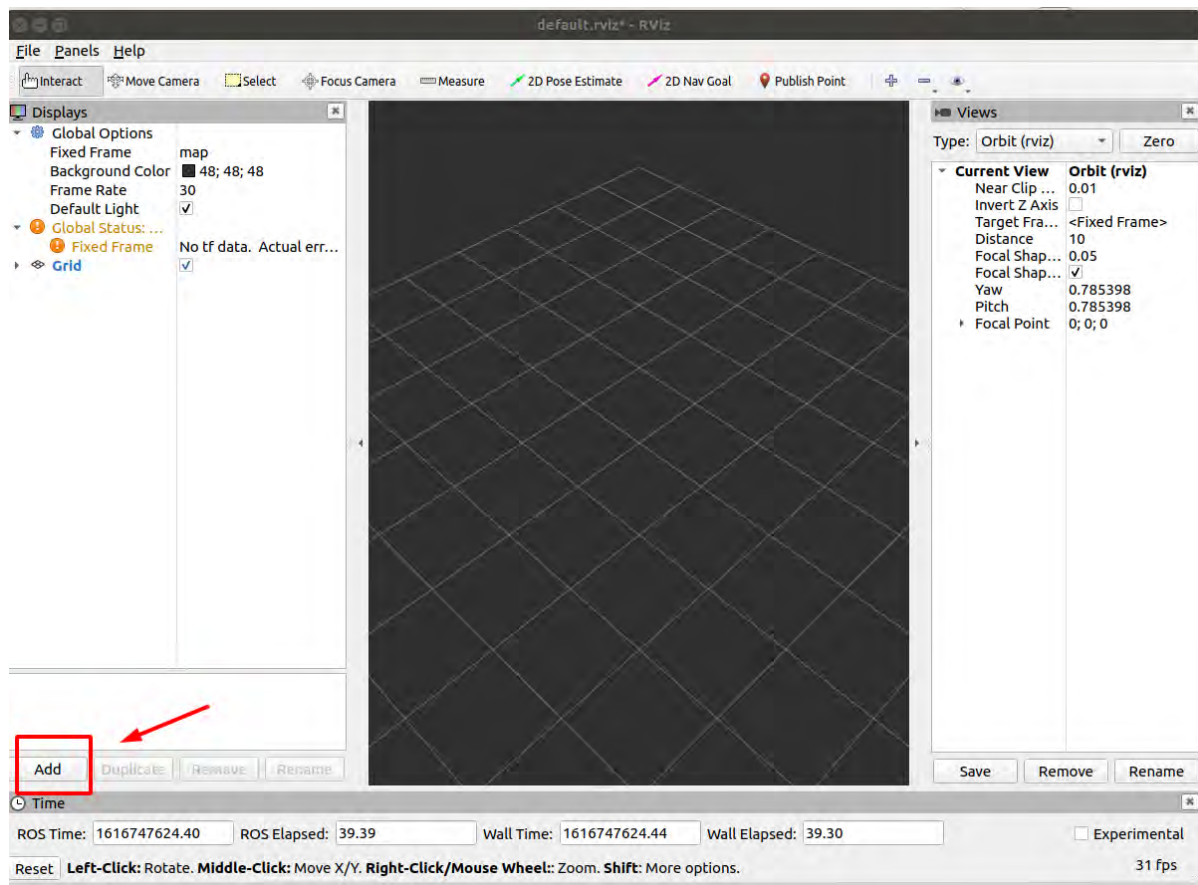 default.rviz* - RViz
File Panels Help
Interact Move Camera Select Focus Camera Measure 2D Pose Estimate 2D Nav Goal Publish Point
Displays
Global Options
Fixed Frame map
Background Color 48; 48; 48
Frame Rate 30
Default Light
Global Status: ...
Fixed Frame No tf data. Actual err...
Grid
Add Duplicate Remove Rename
Views
Type: Orbit (rviz) Zero
Current View Orbit (rviz)
Near Clip ... 0.01
Invert Z Axis
Target Fra... <Fixed Frame>
Distance 10
Focal Shap... 0.05
Focal Shap...
Yaw 0.785398
Pitch 0.785398
Focal Point 0; 0; 0
Save Remove Rename
Time
ROS Time: 1616747624.40 ROS Elapsed: 39.39 Wall Time: 1616747624.44 Wall Elapsed: 39.30 Experimental
Reset Left-Click: Rotate. Middle-Click: Move X/Y. Right-Click/Mouse Wheel:: Zoom. Shift: More options. 31 fps